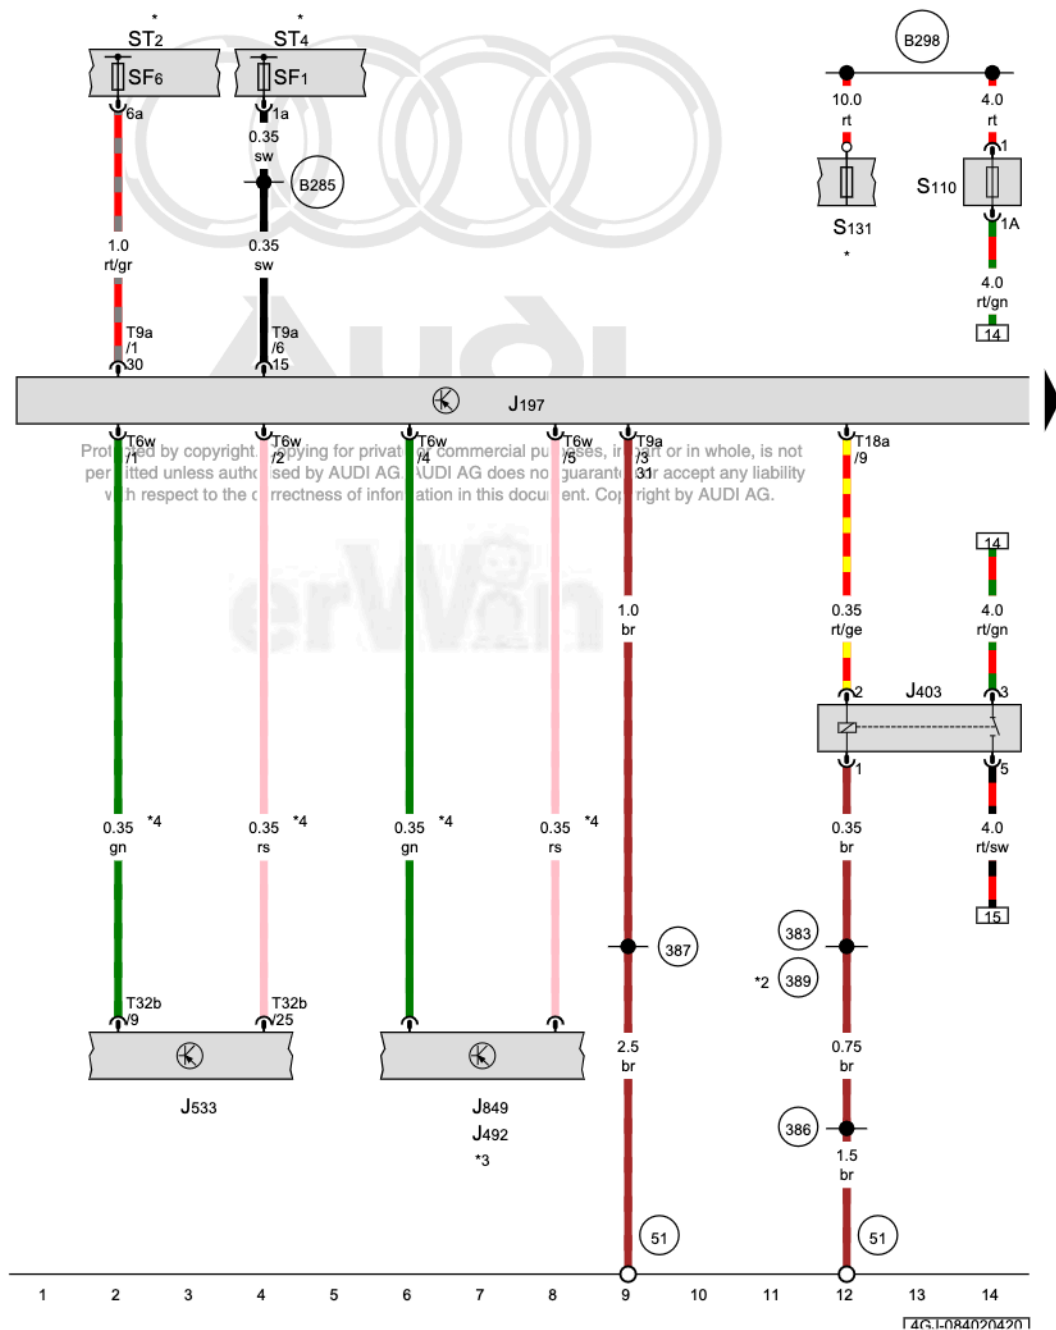 *
*
ST2
ST4
B298
SF6
SF1
6a
1a
10.0
4.0
0.35
rt
rt
sw
1
B285
S110
S131
1A
*
1.0
0.35
rt/gr
sw
4.0
rt/gn
14
T9a
/1
30
T9a
/6
15
Audi
J197
T6w
/1
T6w
/2
T6w
/4
T6w
/5
T9a
/3
31
T18a
/9
Protected by copyright. Copying for private or commercial purposes, in part or in whole, is not
permitted unless authorised by AUDI AG. AUDI AG does not guarantee or accept any liability
with respect to the correctness of information in this document. Copyright by AUDI AG.
erWin
14
1.0
br
0.35
rt/ge
4.0
rt/gn
2
J403
3
1
5
0.35
*4
gn
0.35
*4
rs
0.35
*4
gn
0.35
*4
rs
0.35
br
4.0
rt/sw
15
387
383
*2
389
T32b
/9
T32b
/25
2.5
br
0.75
br
J533
J849
J492
*3
386
1.5
br
51
51
1 2 3 4 5 6 7 8 9 10 11 12 13 14
4GJ-084020420